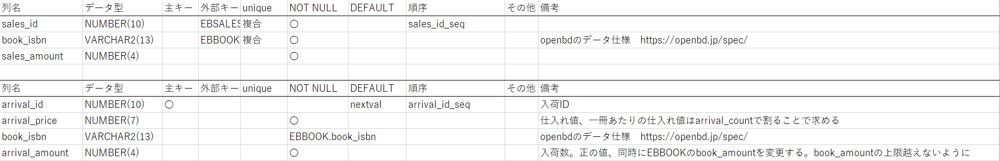 列名 データ型 主キー 外部キー unique NOT NULL DEFAULT 順序 その他 備考
sales_id NUMBER(10) EBSALES 複合 〇 sales_id_seq
book_isbn VARCHAR2(13) EBBOOK 複合 〇 openbdのデータ仕様　https://openbd.jp/spec/
sales_amount NUMBER(4) 〇
列名 データ型 主キー 外部キー unique NOT NULL DEFAULT 順序 その他 備考
arrival_id NUMBER(10) 〇 nextval arrival_id_seq 入荷ID
arrival_price NUMBER(7) 〇 仕入れ値、一冊あたりの仕入れ値はarrival_countで割ることで求める
book_isbn VARCHAR2(13) EBBOOK.book_isbn openbdのデータ仕様　https://openbd.jp/spec/
arrival_amount NUMBER(4) 〇 入荷数。正の値、同時にEBBOOKのbook_amountを変更する。book_amountの上限越えないように